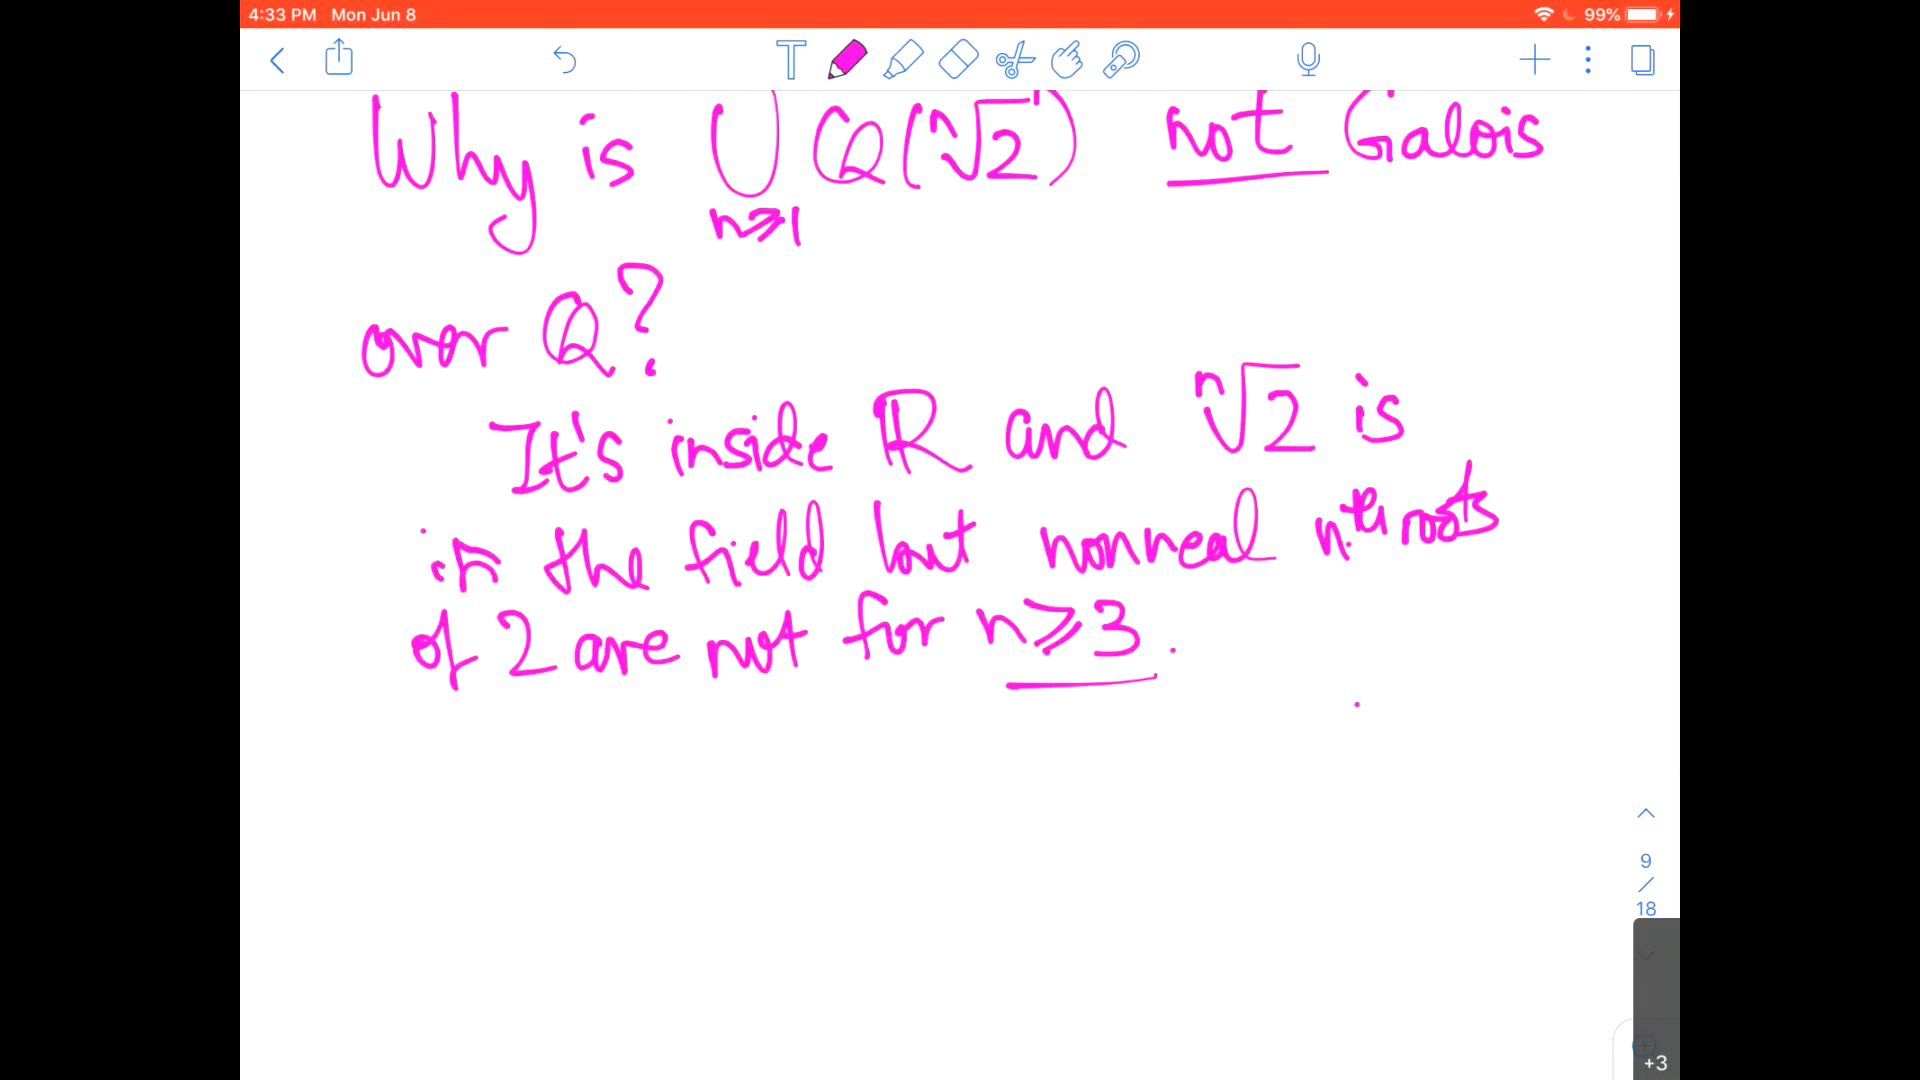 4:33 PM Mon Jun 8 99%
Why is ⋃ Q(ⁿ√2) not Galois
n⩾1
over Q?
It's inside ℝ and ⁿ√2 is
in the field but nonreal nᵗʰ roots
of 2 are not for n⩾3.
9
/
18
+3